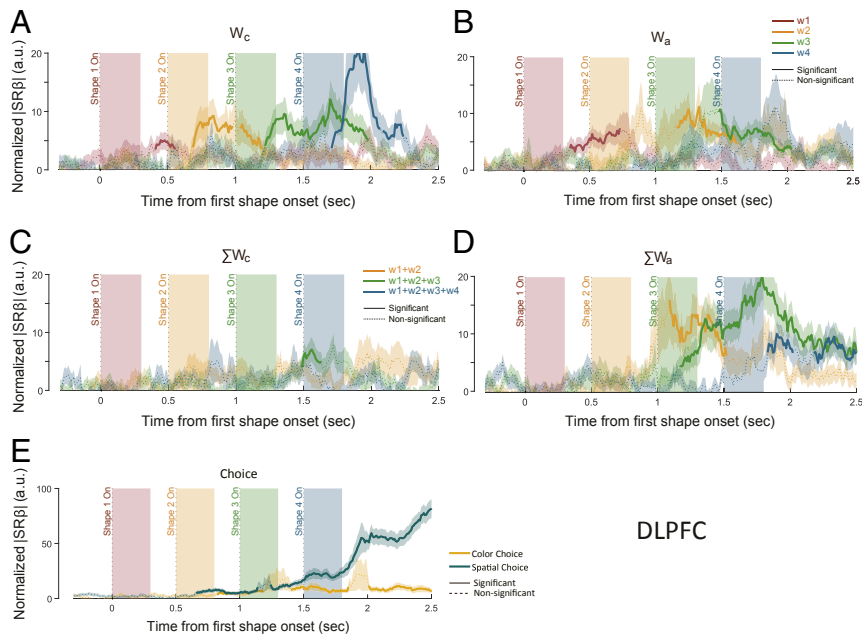 A
W_c
Normalized |SRβ| (a.u.)
20
10
5
0
Shape 1 On
Shape 2 On
Shape 3 On
Shape 4 On
0 0.5 1 1.5 2 2.5
Time from first shape onset (sec)
B
W_a
w1
w2
w3
w4
Significant
Non-significant
20
10
5
0
Shape 1 On
Shape 2 On
Shape 3 On
Shape 4 On
0 0.5 1 1.5 2 2.5
Time from first shape onset (sec)
C
∑W_c
w1+w2
w1+w2+w3
w1+w2+w3+w4
Significant
Non-significant
Normalized |SRβ| (a.u.)
20
10
5
0
Shape 1 On
Shape 2 On
Shape 3 On
Shape 4 On
0 0.5 1 1.5 2 2.5
Time from first shape onset (sec)
D
∑W_a
20
15
10
5
0
Shape 1 On
Shape 2 On
Shape 3 On
Shape 4 On
0 0.5 1 1.5 2 2.5
Time from first shape onset (sec)
E
Choice
Normalized |SRβ| (a.u.)
100
50
0
Shape 1 On
Shape 2 On
Shape 3 On
Shape 4 On
0 0.5 1 1.5 2 2.5
Time from first shape onset (sec)
Color Choice
Spatial Choice
Significant
Non-significant
DLPFC